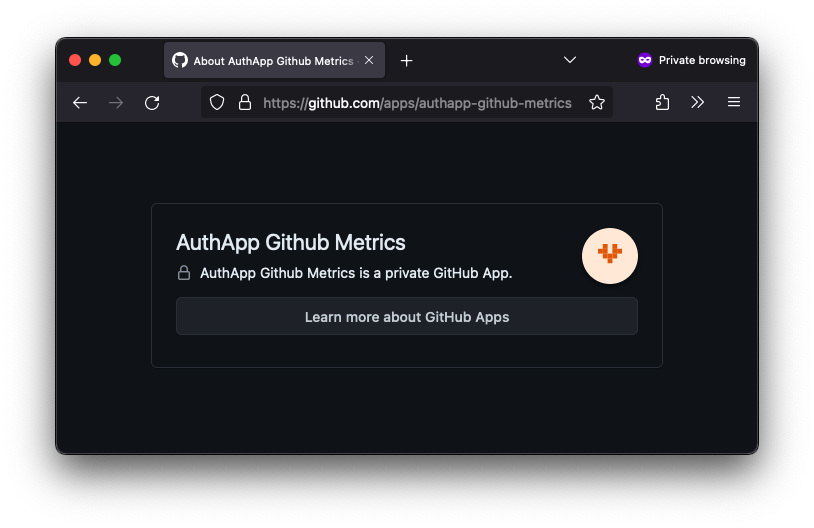 About AuthApp Github Metrics
Private browsing
https://github.com/apps/authapp-github-metrics
AuthApp Github Metrics
AuthApp Github Metrics is a private GitHub App.
Learn more about GitHub Apps